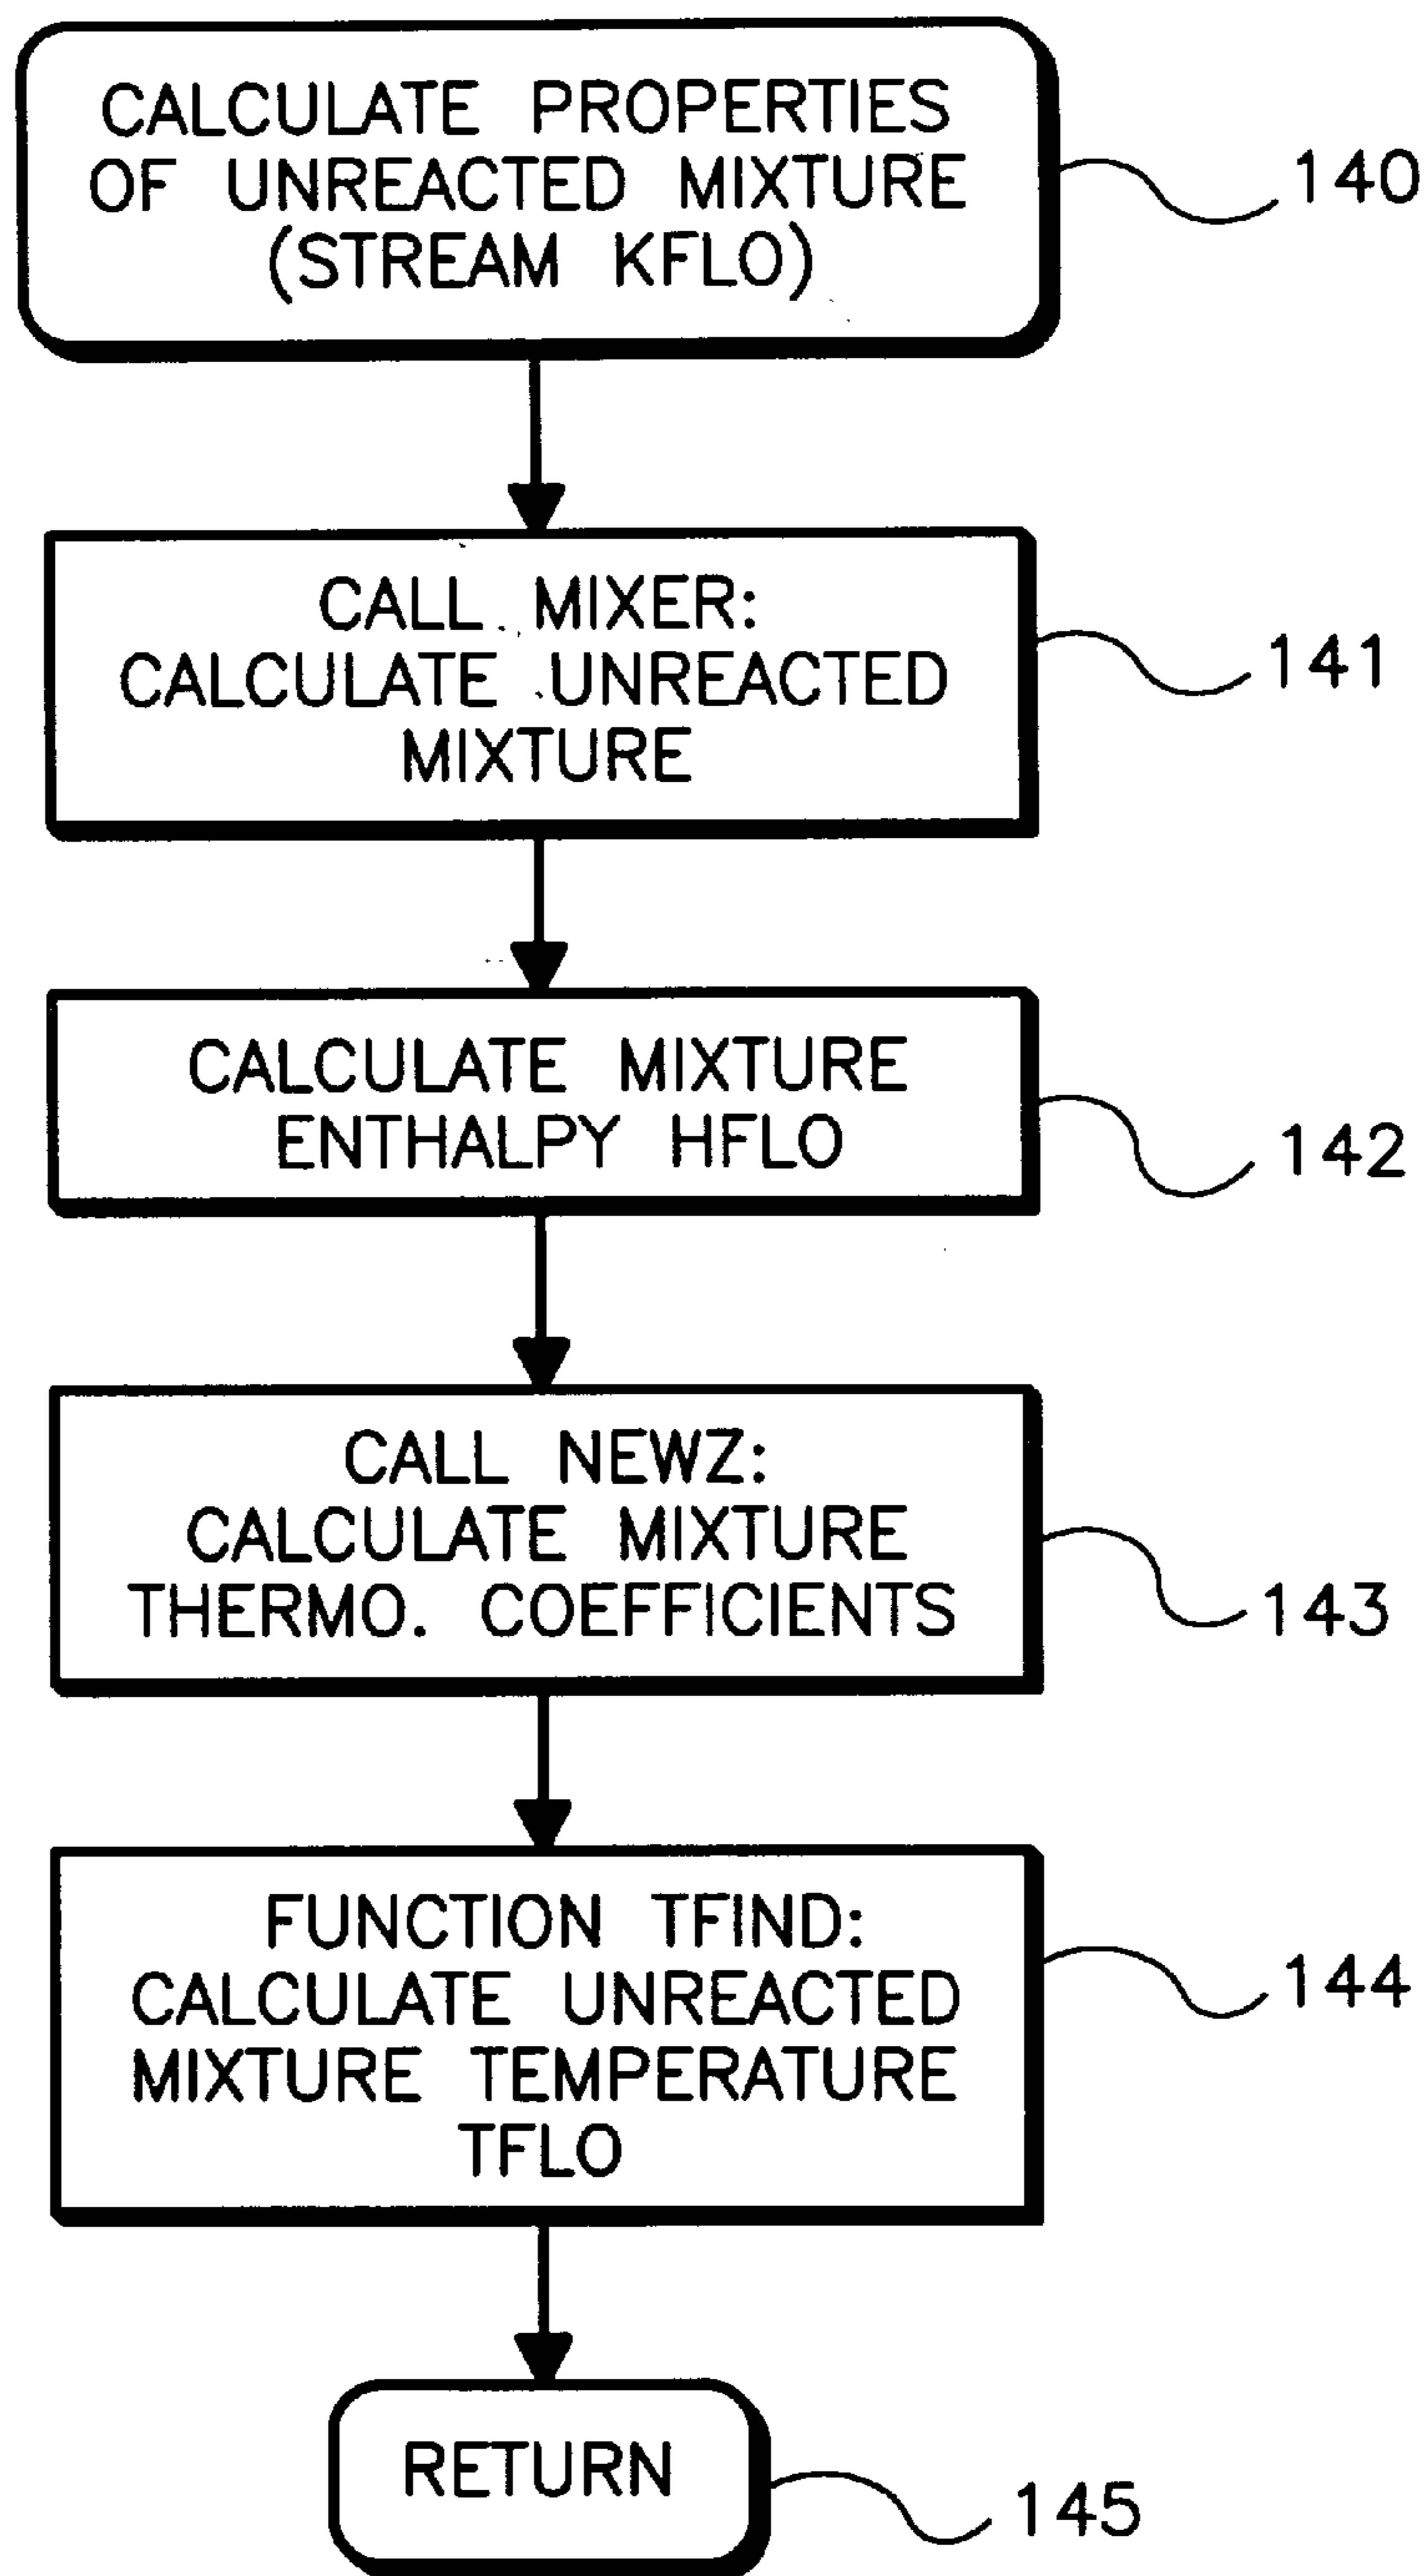 CALCULATE PROPERTIES
OF UNREACTED MIXTURE
(STREAM KFLO)
140
CALL MIXER:
CALCULATE UNREACTED
MIXTURE
141
CALCULATE MIXTURE
ENTHALPY HFLO
142
CALL NEWZ:
CALCULATE MIXTURE
THERMO. COEFFICIENTS
143
FUNCTION TFIND:
CALCULATE UNREACTED
MIXTURE TEMPERATURE
TFLO
144
RETURN
145